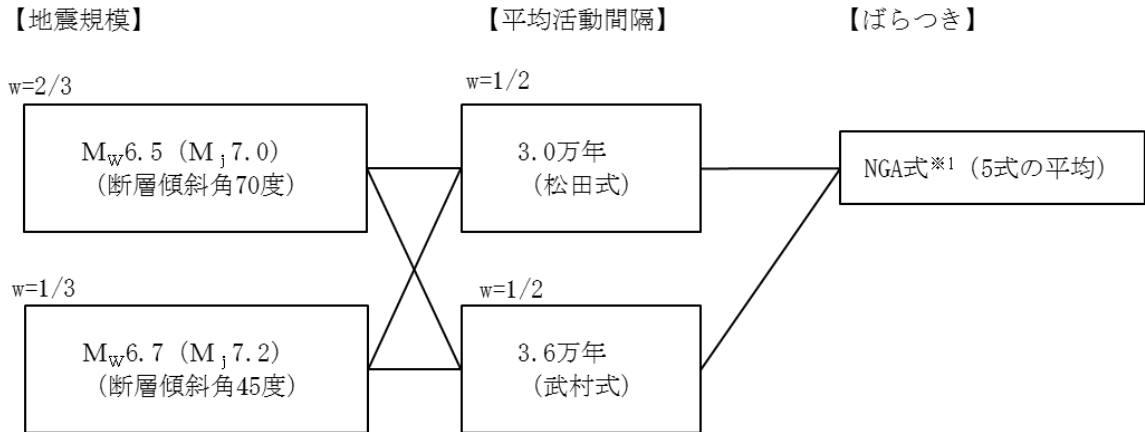 【地震規模】
【平均活動間隔】
【ばらつき】
w=2/3
MW6.5 (Mj7.0)
(断層傾斜角70度)
w=1/2
3.0万年
(松田式)
NGA式※1 (5式の平均)
w=1/3
MW6.7 (Mj7.2)
(断層傾斜角45度)
w=1/2
3.6万年
(武村式)